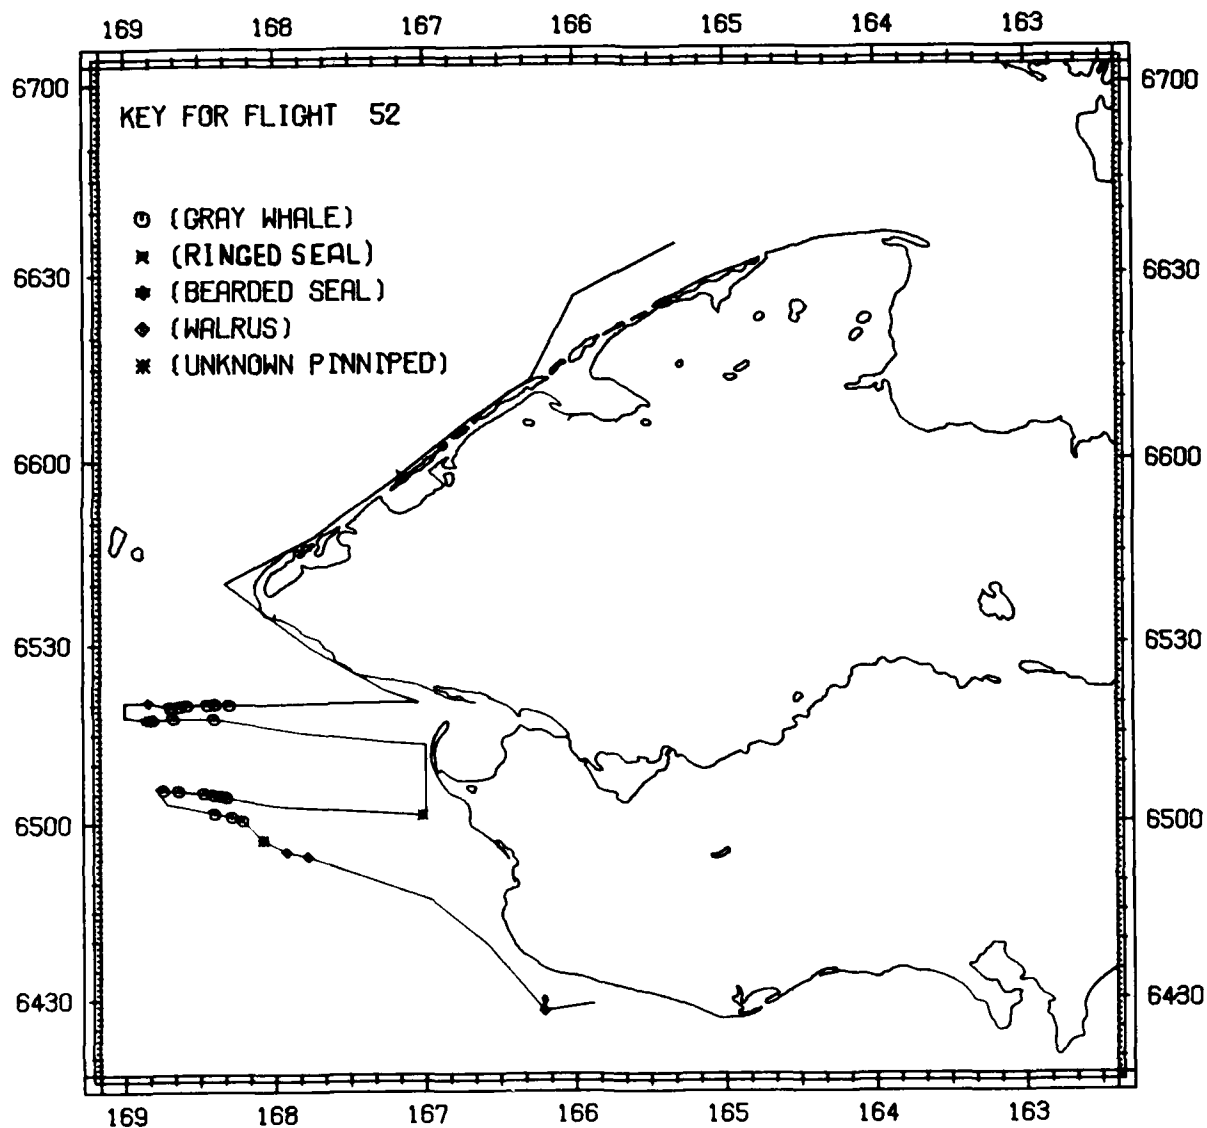 169 168 167 166 165 164 163
6700 6700
KEY FOR FLIGHT 52
(GRAY WHALE)
(RINGED SEAL)
6630 6630
(BEARDED SEAL)
(WALRUS)
(UNKNOWN PINNIPED)
6600 6600
6530 6530
6500 6500
6430 6430
169 168 167 166 165 164 163